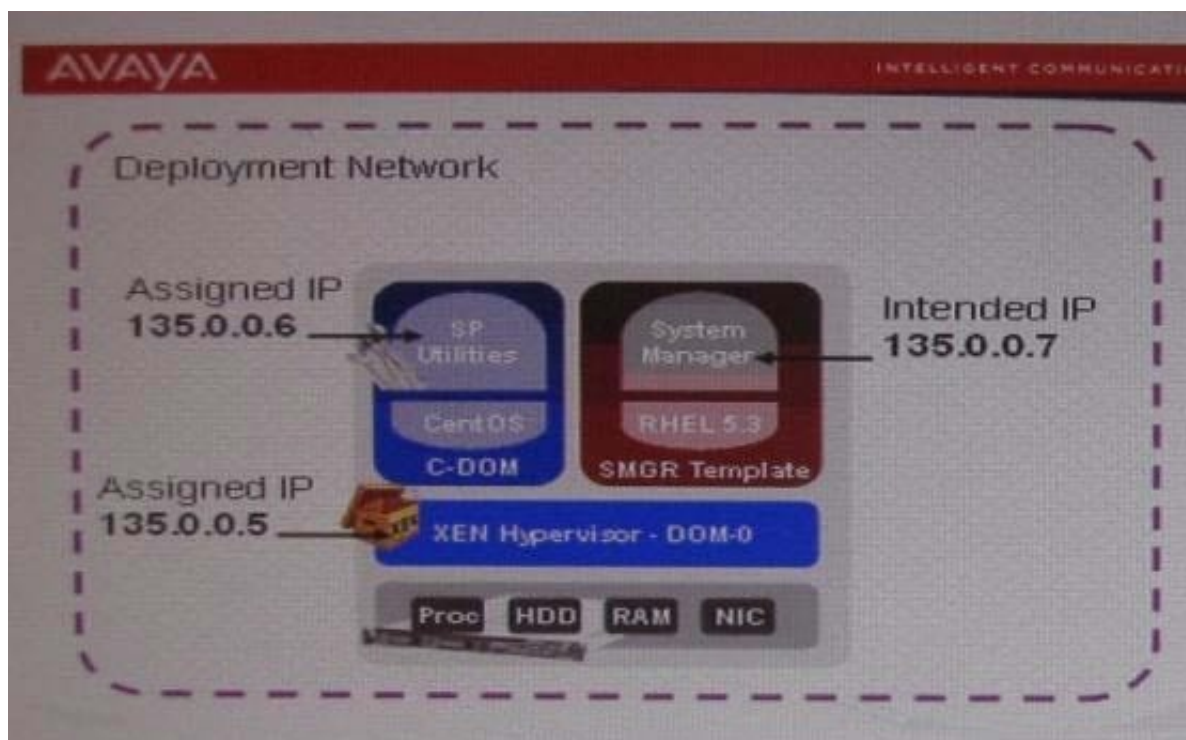 AVAYA
INTELLIGENT COMMUNICATI
Deployment Network
Assigned IP
135.0.0.6
SP
Utilities
System
Manager
Intended IP
135.0.0.7
CentOS
RHEL 5.3
C-DOM
SMGR Template
Assigned IP
135.0.0.5
XEN Hypervisor - DOM-0
Proc HDD RAM NIC